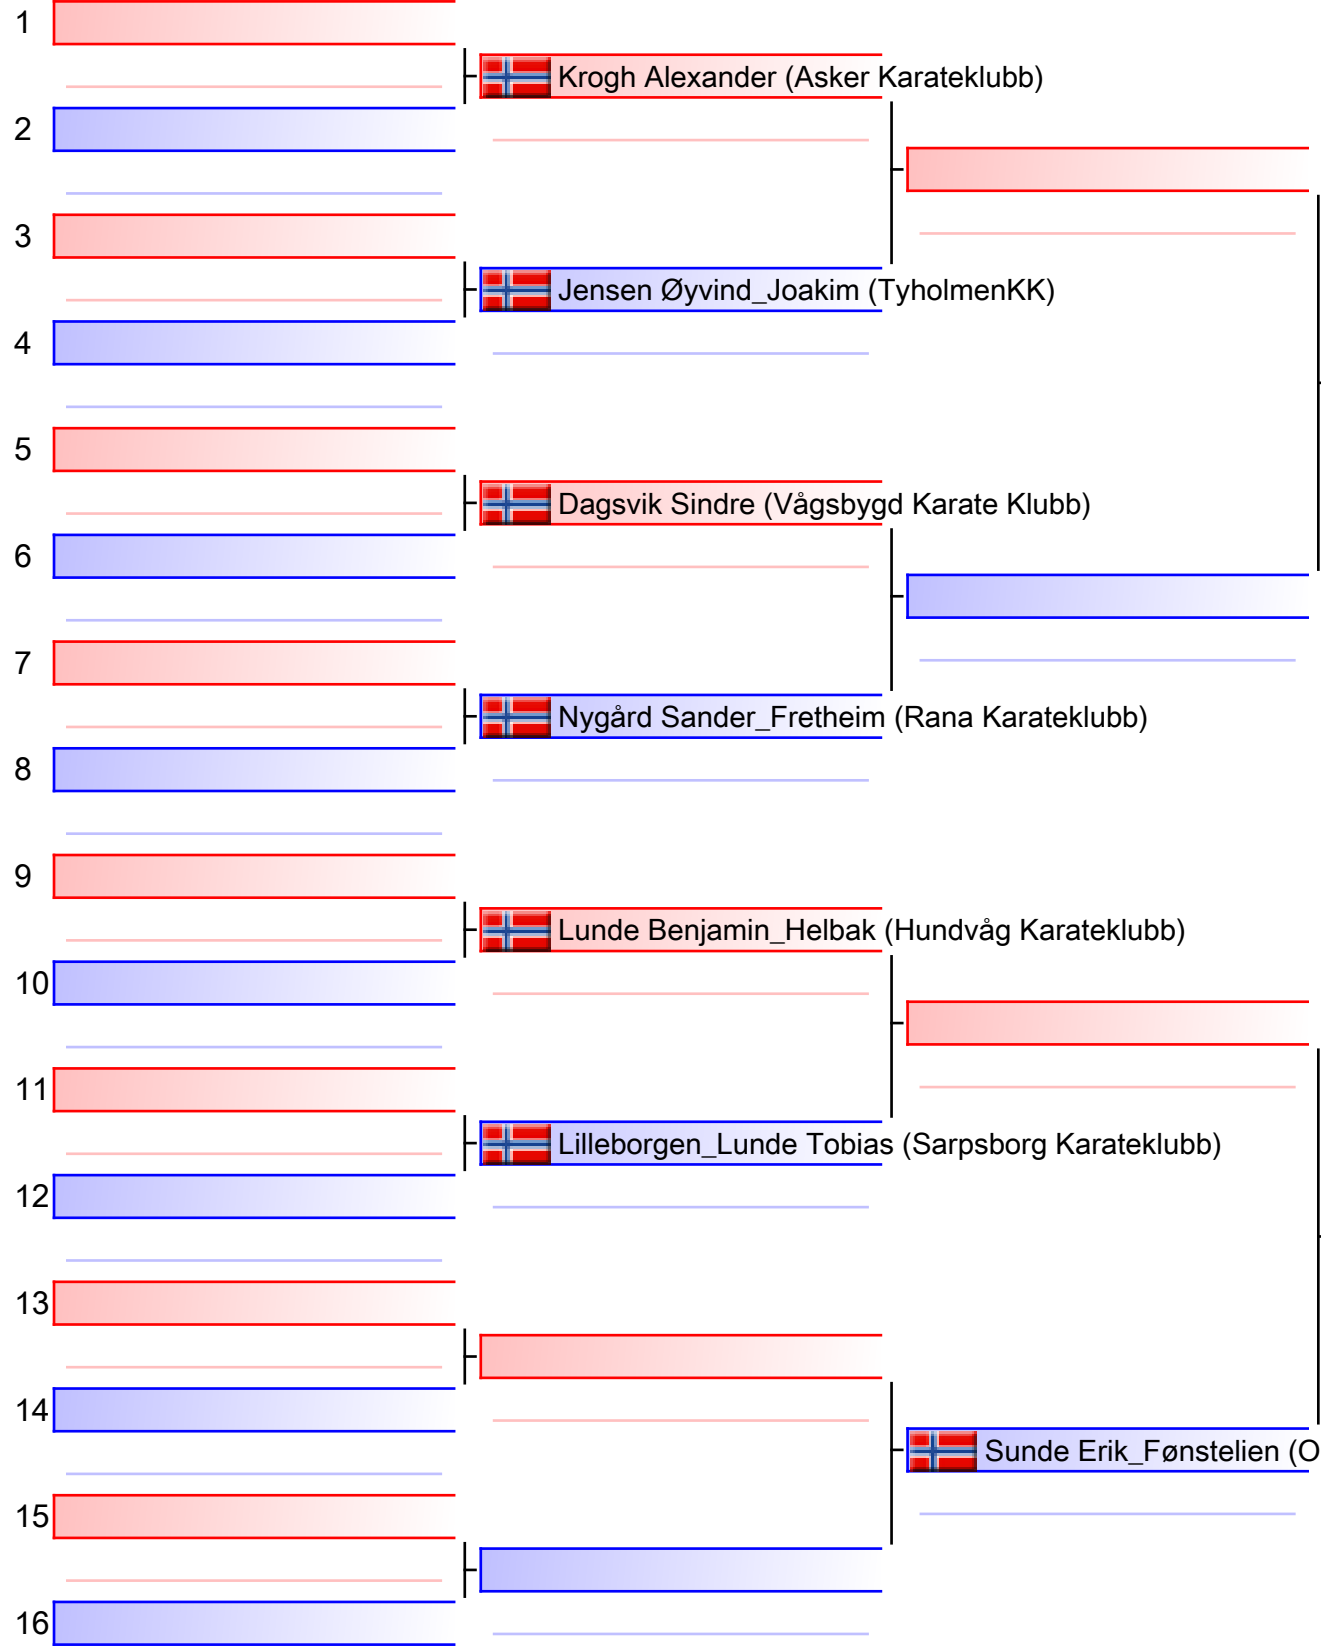 1
Krogh Alexander (Asker Karateklubb)
2
3
Jensen Øyvind_Joakim (TyholmenKK)
4
5
Dagsvik Sindre (Vågsbygd Karate Klubb)
6
7
Nygård Sander_Fretheim (Rana Karateklubb)
8
9
Lunde Benjamin_Helbak (Hundvåg Karateklubb)
10
11
Lilleborgen_Lunde Tobias (Sarpsborg Karateklubb)
12
13
14
Sunde Erik_Fønstelien (O
15
16